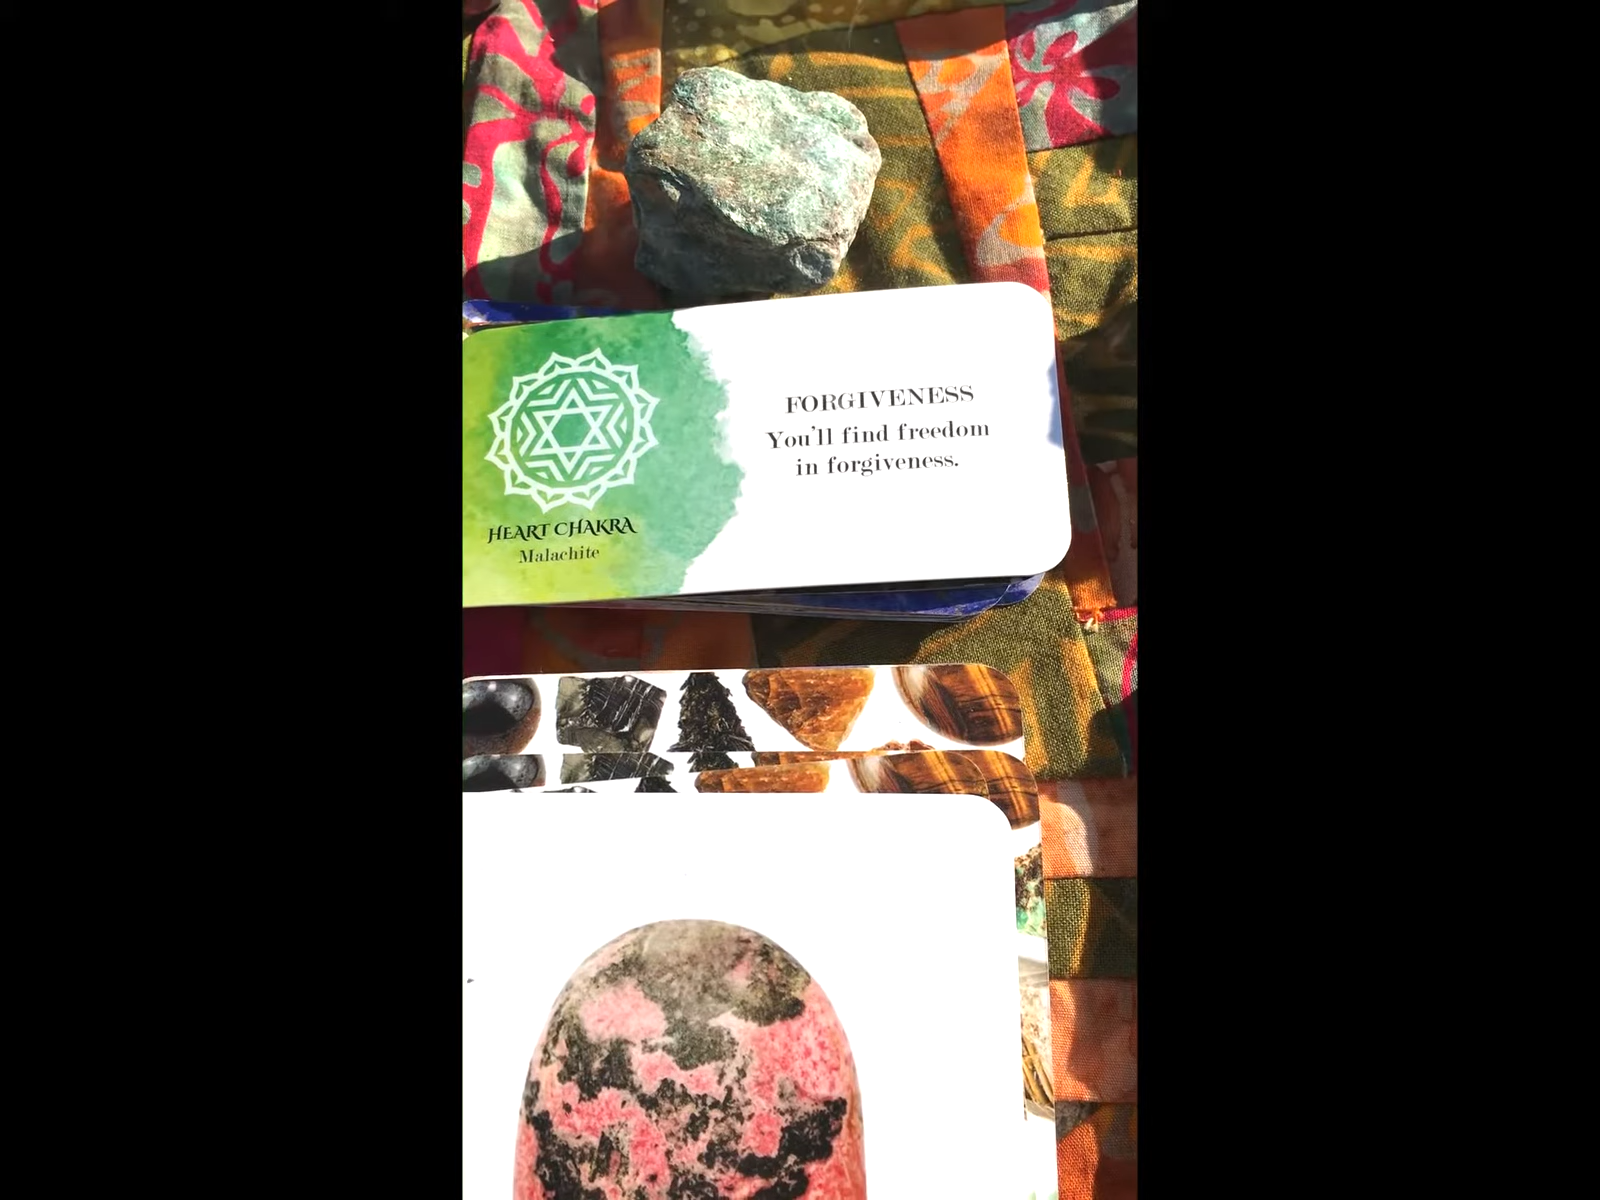 FORGIVENESS
You'll find freedom
in forgiveness.
HEART CHAKRA
Malachite